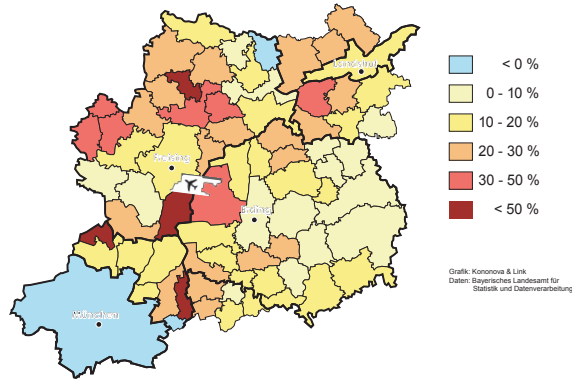 Landshut
Freising
Erding
München
< 0 %
0 - 10 %
10 - 20 %
20 - 30 %
30 - 50 %
< 50 %
Grafik: Kononova & Link
Daten: Bayerisches Landesamt für
Statistik und Datenverarbeitung